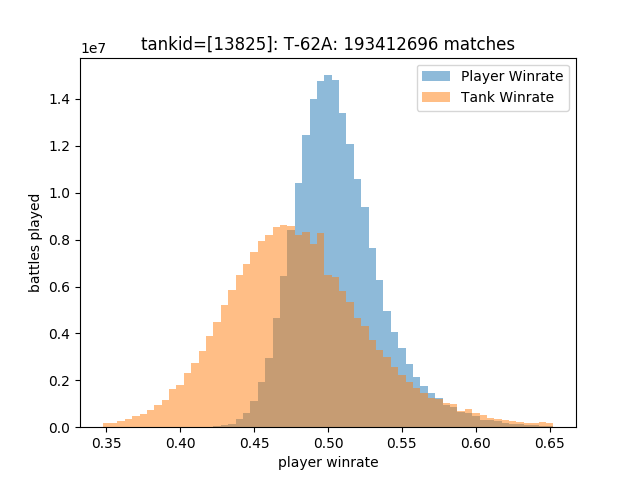 tankid=[13825]: T-62A: 193412696 matches
1e7
Player Winrate
Tank Winrate
1.4
1.2
1.0
0.8
0.6
0.4
0.2
0.0
battles played
0.35 0.40 0.45 0.50 0.55 0.60 0.65
player winrate